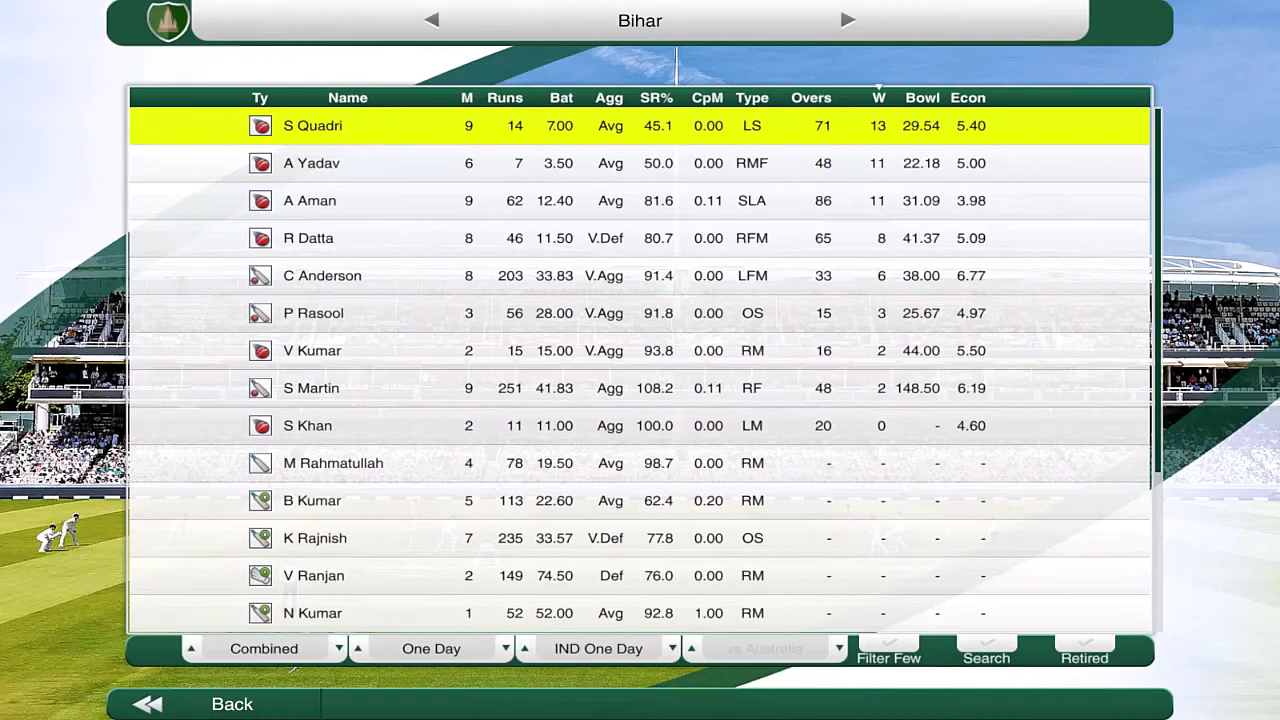 Bihar
Ty Name M Runs Bat Agg SR% CpM Type Overs W Bowl Econ
S Quadri 9 14 7.00 Avg 45.1 0.00 LS 71 13 29.54 5.40
A Yadav 6 7 3.50 Avg 50.0 0.00 RMF 48 11 22.18 5.00
A Aman 9 62 12.40 Avg 81.6 0.11 SLA 86 11 31.09 3.98
R Datta 8 46 11.50 V.Def 80.7 0.00 RFM 65 8 41.37 5.09
C Anderson 8 203 33.83 V.Agg 91.4 0.00 LFM 33 6 38.00 6.77
P Rasool 3 56 28.00 V.Agg 91.8 0.00 OS 15 3 25.67 4.97
V Kumar 2 15 15.00 V.Agg 93.8 0.00 RM 16 2 44.00 5.50
S Martin 9 251 41.83 Agg 108.2 0.11 RF 48 2 148.50 6.19
S Khan 2 11 11.00 Agg 100.0 0.00 LM 20 0 - 4.60
M Rahmatullah 4 78 19.50 Avg 98.7 0.00 RM - - - -
B Kumar 5 113 22.60 Avg 62.4 0.20 RM - - - -
K Rajnish 7 235 33.57 V.Def 77.8 0.00 OS - - - -
V Ranjan 2 149 74.50 Def 76.0 0.00 RM - - - -
N Kumar 1 52 52.00 Avg 92.8 1.00 RM - - - -
Combined One Day IND One Day vs Australia Filter Few Search Retired
Back